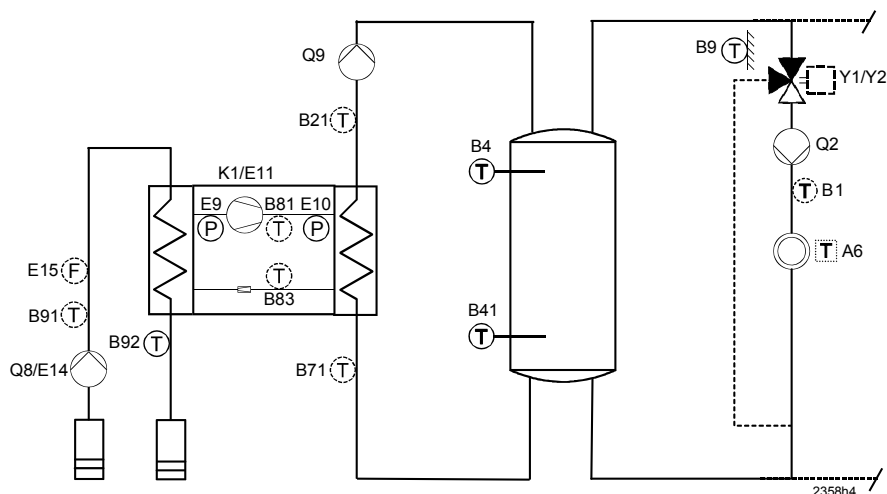 Q9
B9
T
Y1/Y2
B21
T
B4
T
Q2
K1/E11
T
B1
E9
B81
E10
P
T
P
T
A6
E15
F
T
B83
B91
T
B41
T
B92
T
Q8/E14
B71
T
2358h4